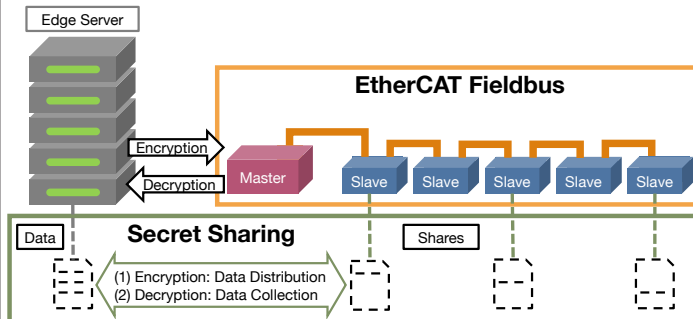 Edge Server
EtherCAT Fieldbus
Encryption
Decryption
Master
Slave
Slave
Slave
Slave
Slave
Data
Secret Sharing
Shares
(1) Encryption: Data Distribution
(2) Decryption: Data Collection